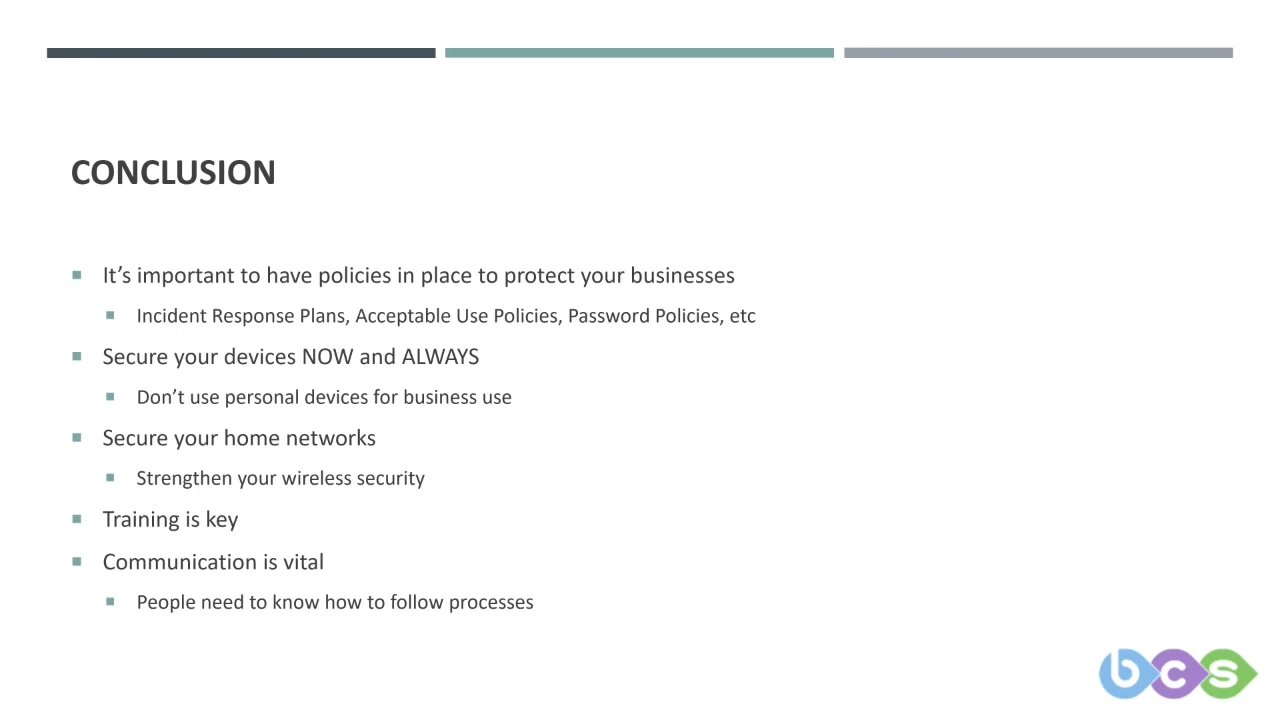 CONCLUSION
It’s important to have policies in place to protect your businesses
Incident Response Plans, Acceptable Use Policies, Password Policies, etc
Secure your devices NOW and ALWAYS
Don’t use personal devices for business use
Secure your home networks
Strengthen your wireless security
Training is key
Communication is vital
People need to know how to follow processes
bcs